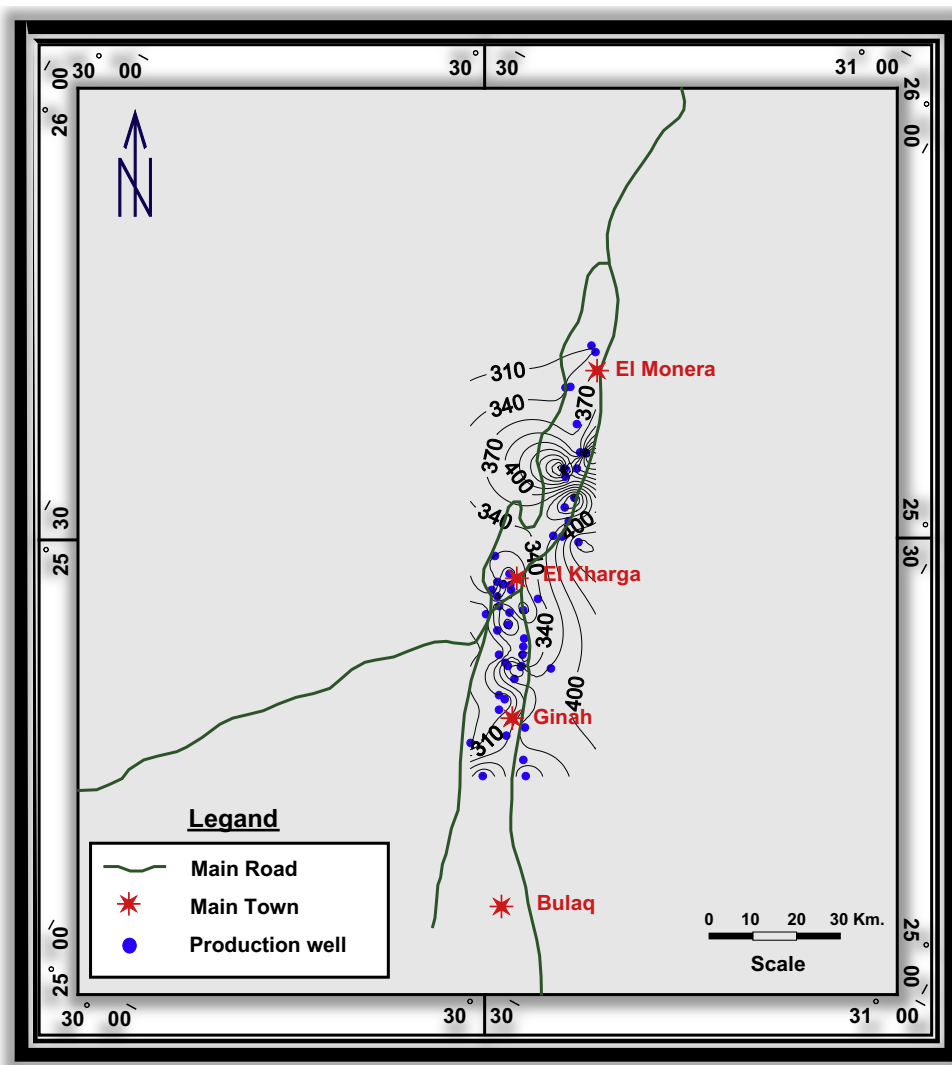 30° 00′ 30° 30′ 31° 00′
26° 00′
26° 00′
N
310
El Monera
340
370
370
400
340
400
25° 30′
25° 30′
340
El Kharga
340
400
Ginah
310
Legand
Main Road
Main Town
Production well
Bulaq
0 10 20 30 Km.
Scale
25° 00′
25° 00′
30° 00′ 30° 30′ 31° 00′